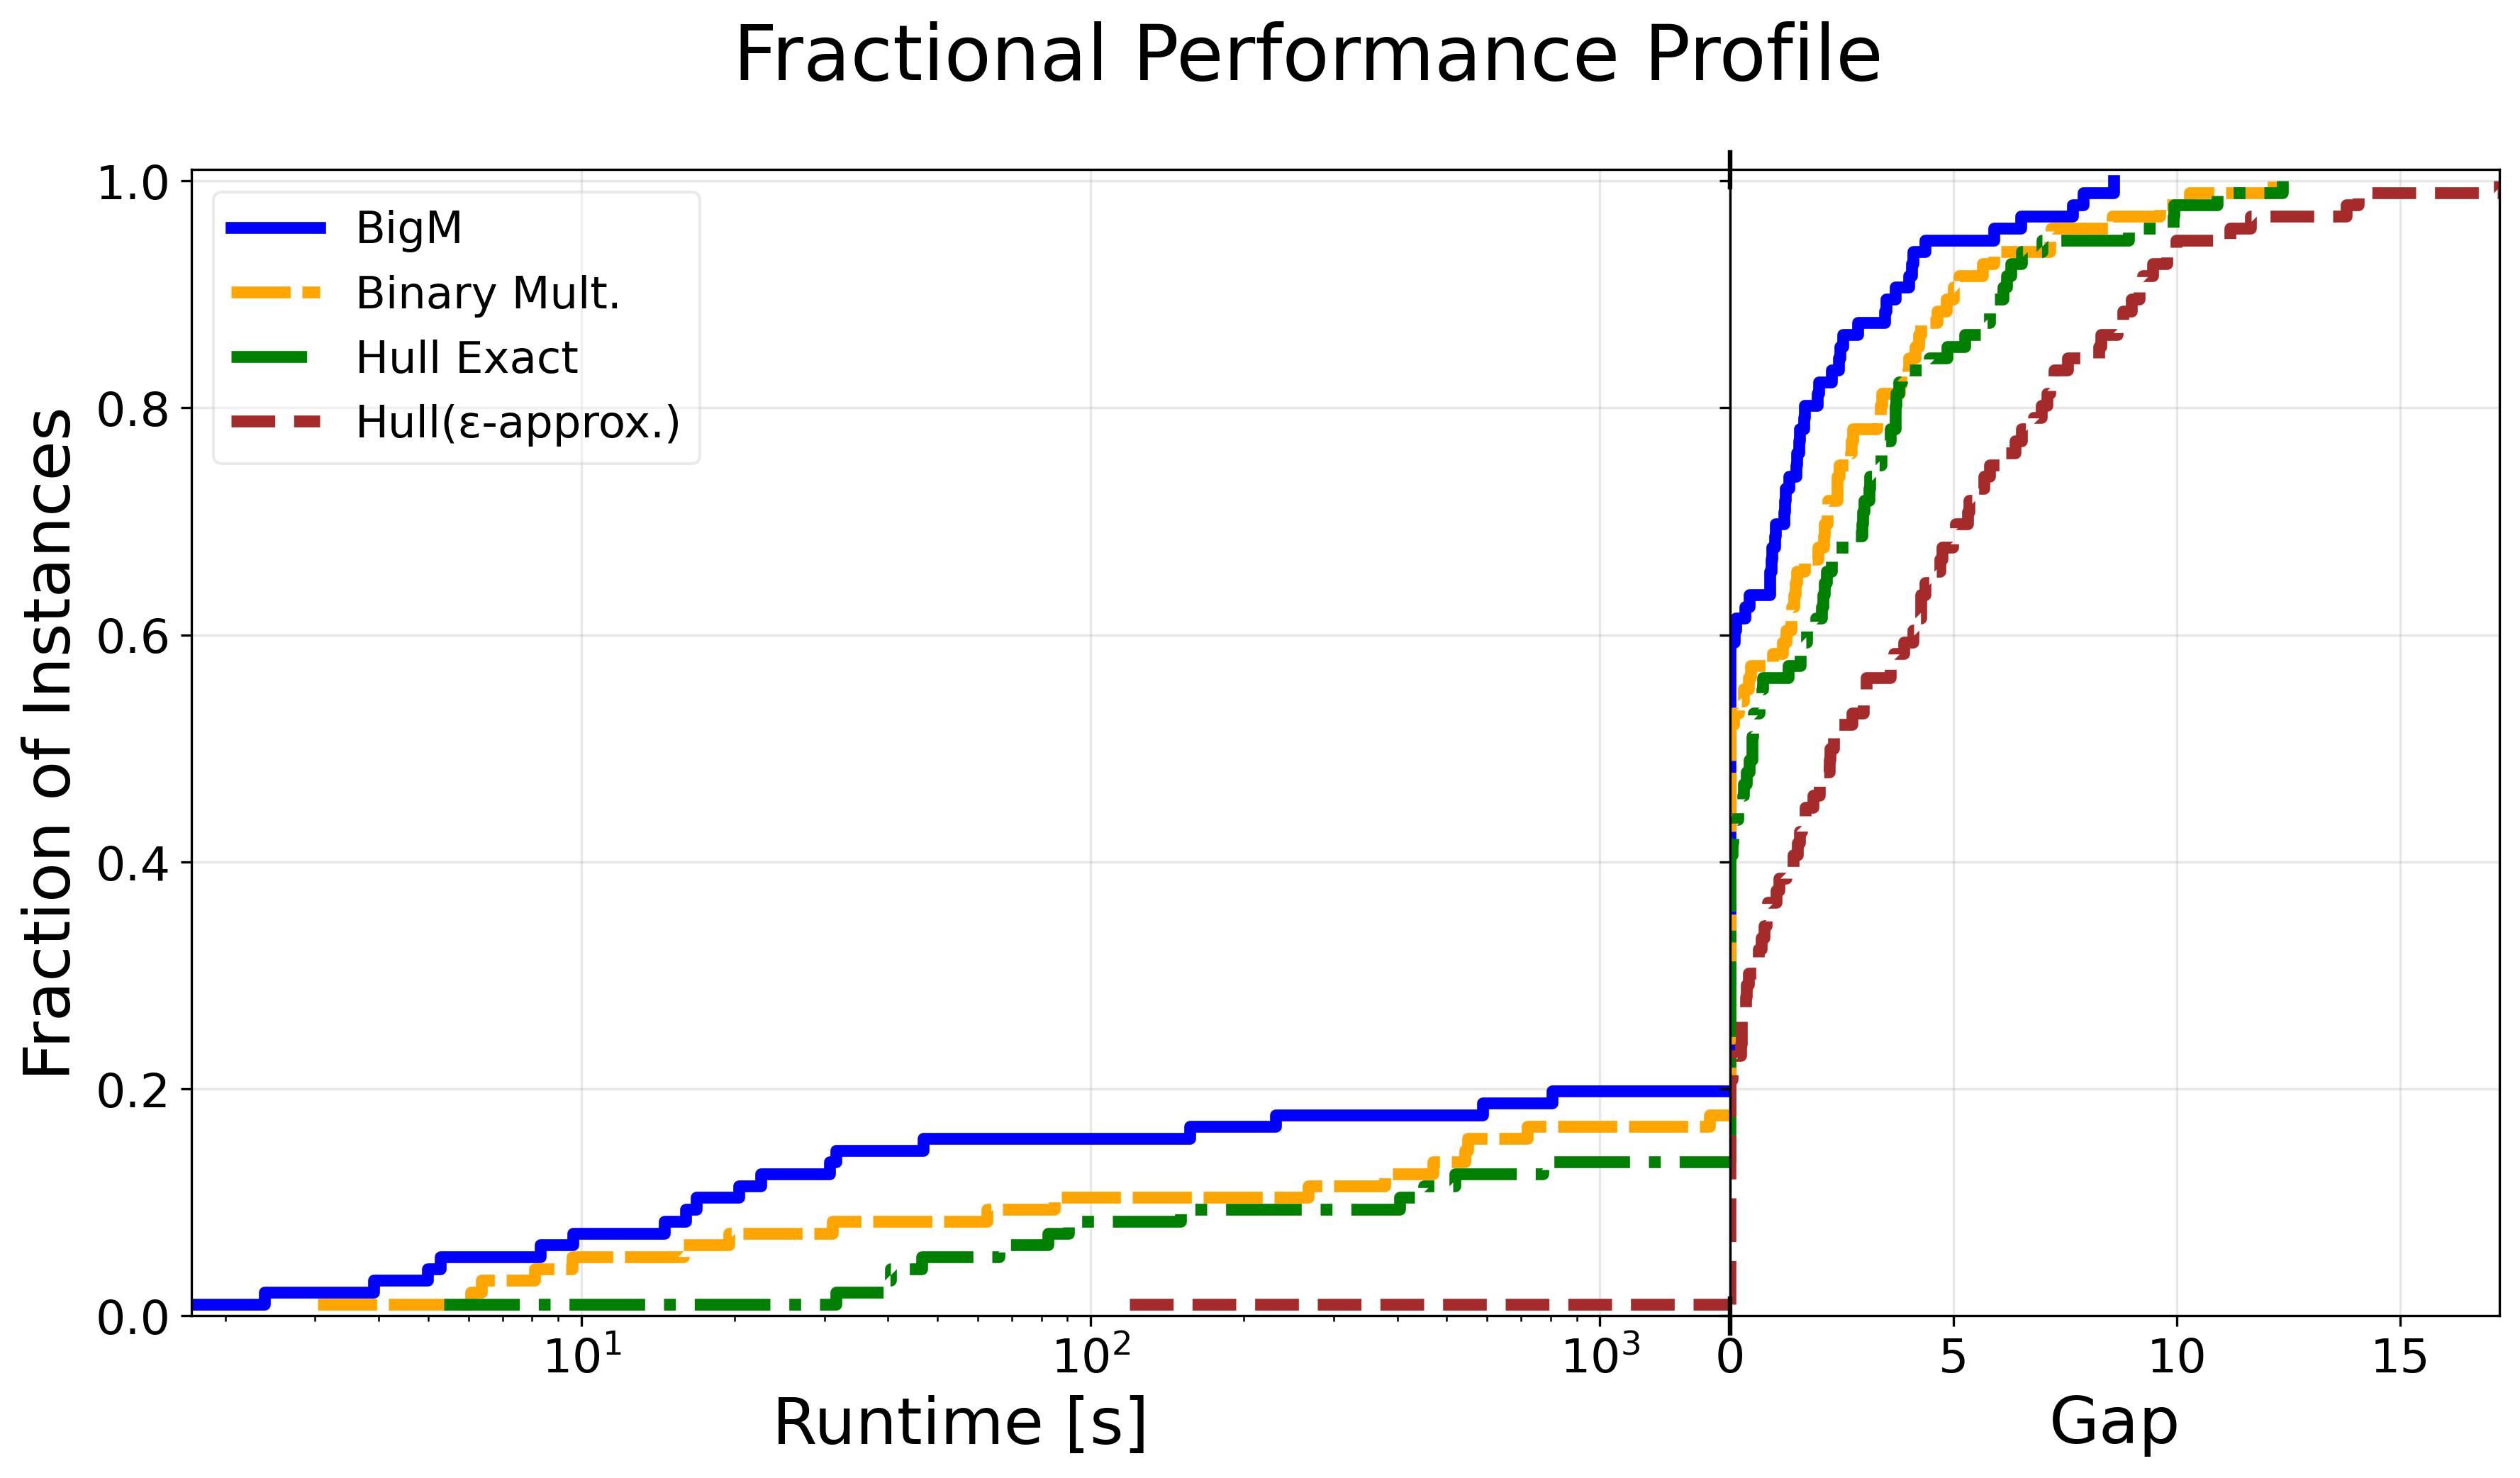 Fractional Performance Profile
Fraction of Instances
1.0
0.8
0.6
0.4
0.2
0.0
BigM
Binary Mult.
Hull Exact
Hull(ε-approx.)
10¹ 10² 10³ 0 5 10 15
Runtime [s] Gap